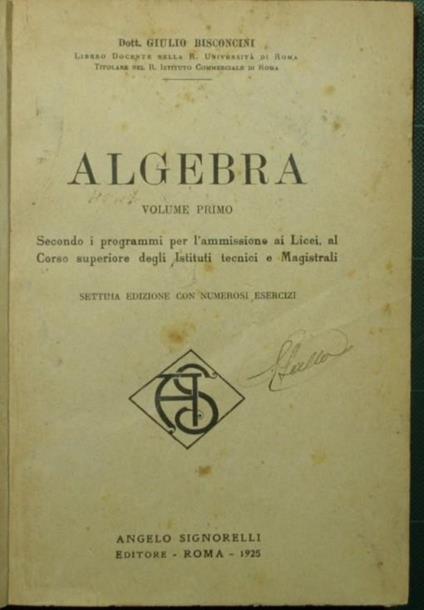 Dott. GIULIO BISCONCINI
LIBERO DOCENTE NELLA R. UNIVERSITÀ DI ROMA
TITOLARE NEL R. ISTITUTO COMMERCIALE DI ROMA
ALGEBRA
VOLUME PRIMO
Secondo i programmi per l'ammissione ai Licei, al
Corso superiore degli Istituti tecnici e Magistrali
SETTIMA EDIZIONE CON NUMEROSI ESERCIZI
AS
ANGELO SIGNORELLI
EDITORE - ROMA - 1925